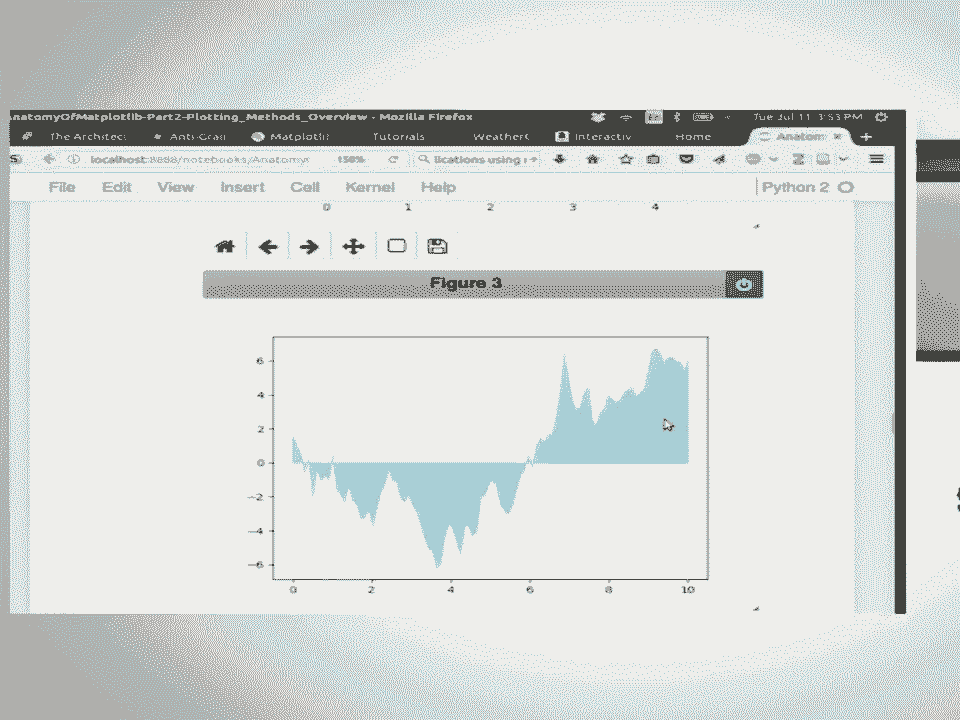 AnatomyOfMatplotlib-Part2-Plotting_Methods_Overview - Mozilla Firefox Tue Jul 11 3:53 PM
The Architect Anti-Grain Matplotlib Tutorials Weather Interactiv Home Anatom
localhost:8888/notebooks/Anatomy 150% lications using
File Edit View Insert Cell Kernel Help Python 2
0 1 2 3 4
Figure 3
6
4
2
0
−2
−4
−6
0 2 4 6 8 10